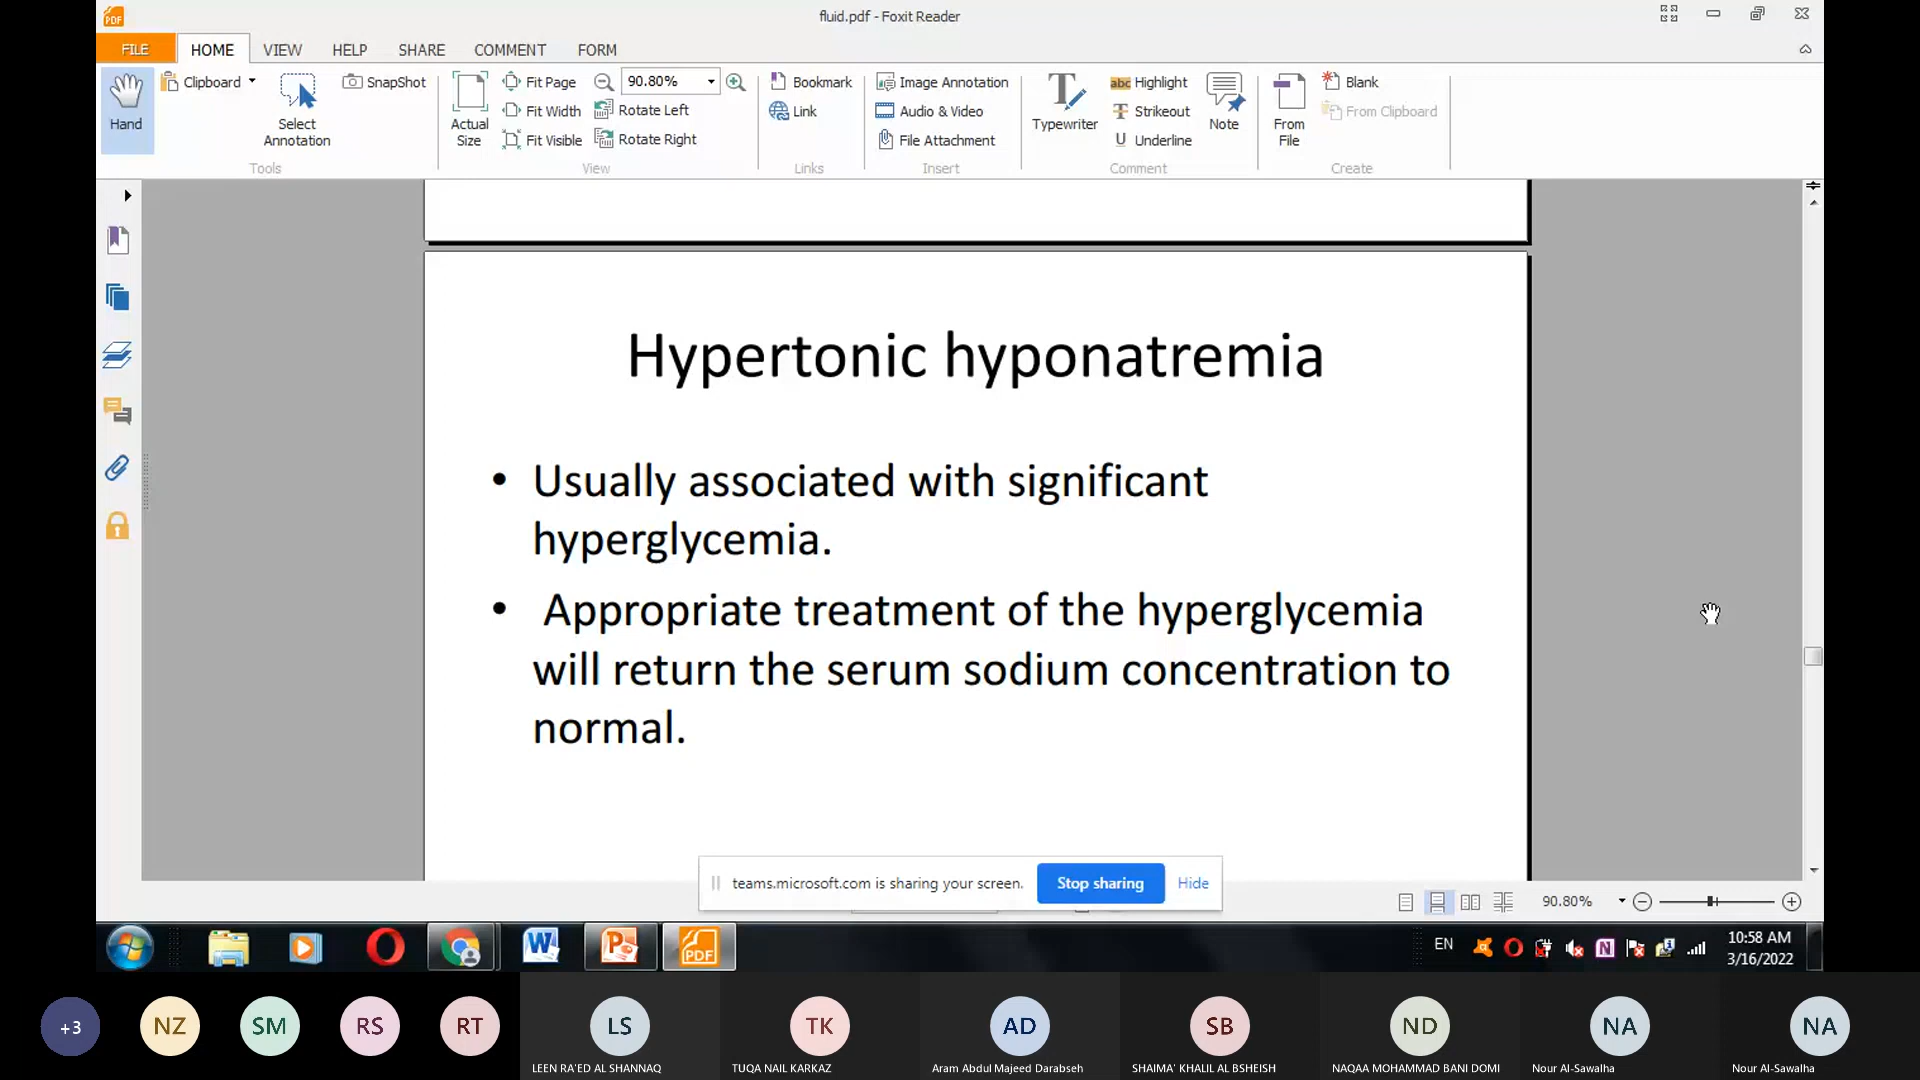 fluid.pdf - Foxit Reader
FILE
HOME
VIEW
HELP
SHARE
COMMENT
FORM
Hand
Clipboard
SnapShot
Select
Annotation
Tools
Actual
Size
Fit Page
Fit Width
Fit Visible
90.80%
Rotate Left
Rotate Right
View
Bookmark
Link
Links
Image Annotation
Audio & Video
File Attachment
Insert
Typewriter
abc Highlight
Strikeout
U Underline
Note
Comment
From
File
Blank
From Clipboard
Create
Hypertonic hyponatremia
• Usually associated with significant
hyperglycemia.
• Appropriate treatment of the hyperglycemia
will return the serum sodium concentration to
normal.
teams.microsoft.com is sharing your screen.
Stop sharing
Hide
90.80%
EN
10:58 AM
3/16/2022
+3
NZ
SM
RS
RT
LS
TK
AD
SB
ND
NA
NA
LEEN RA'ED AL SHANNAQ
TUQA NAIL KARKAZ
Aram Abdul Majeed Darabseh
SHAIMA' KHALIL AL BSHEISH
NAQAA MOHAMMAD BANI DOMI
Nour Al-Sawalha
Nour Al-Sawalha